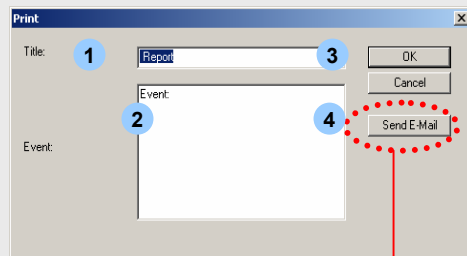 Print
Title: 1 Report 3 OK
Cancel
Event:
2 4 Send E-Mail
Event: